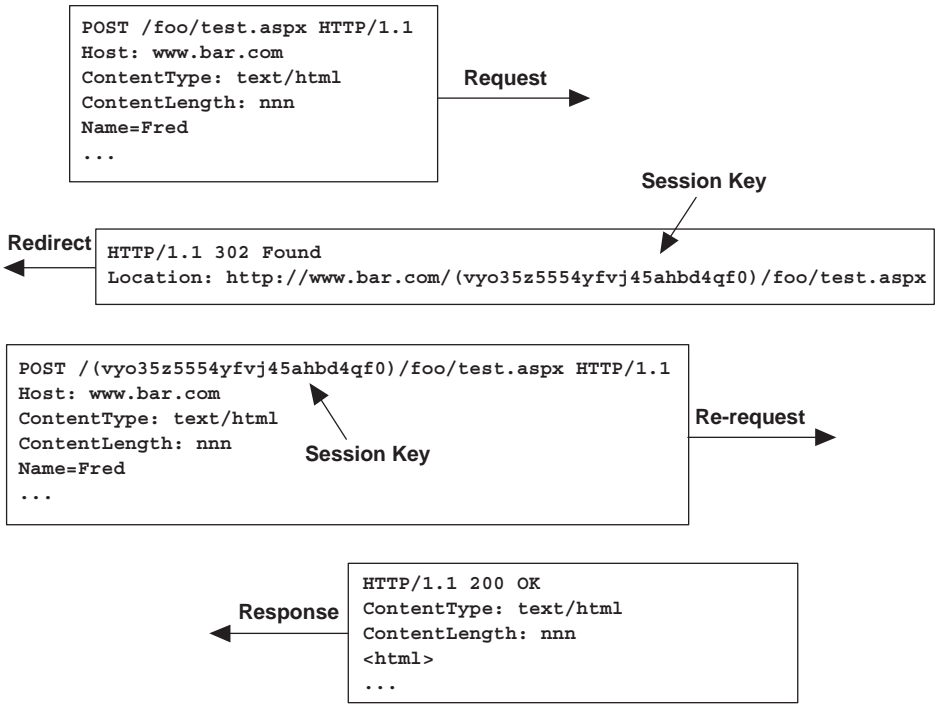 POST /foo/test.aspx HTTP/1.1
Host: www.bar.com
ContentType: text/html
ContentLength: nnn
Name=Fred
...
Request
Session Key
Redirect
HTTP/1.1 302 Found
Location: http://www.bar.com/(vyo35z5554yfvj45ahbd4qf0)/foo/test.aspx
POST /(vyo35z5554yfvj45ahbd4qf0)/foo/test.aspx HTTP/1.1
Host: www.bar.com
ContentType: text/html
ContentLength: nnn
Name=Fred
...
Session Key
Re-request
Response
HTTP/1.1 200 OK
ContentType: text/html
ContentLength: nnn
<html>
...